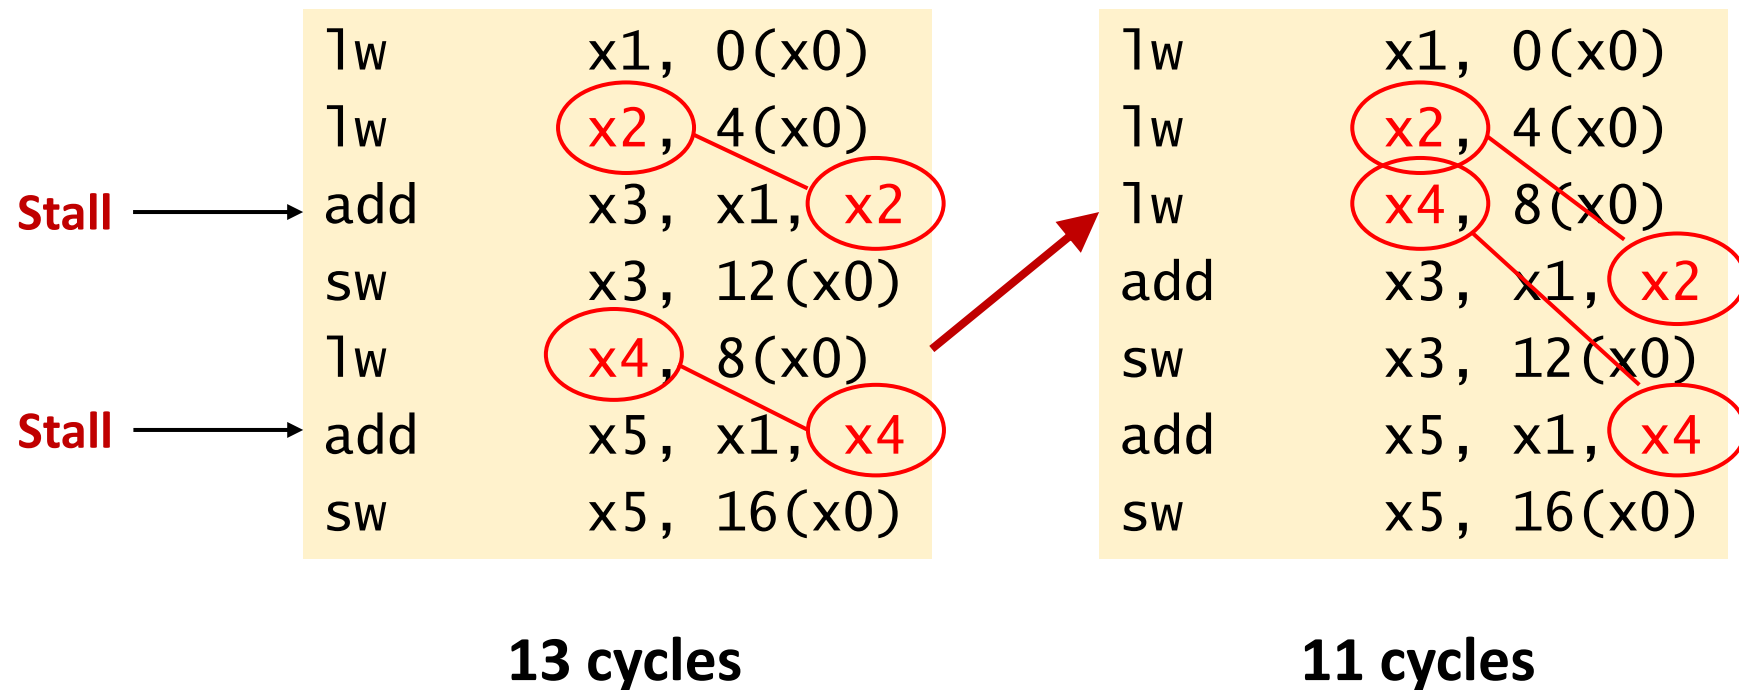 lw x1, 0(x0)
lw x2, 4(x0)
Stall add x3, x1, x2
sw x3, 12(x0)
lw x4, 8(x0)
Stall add x5, x1, x4
sw x5, 16(x0)
13 cycles
lw x1, 0(x0)
lw x2, 4(x0)
lw x4, 8(x0)
add x3, x1, x2
sw x3, 12(x0)
add x5, x1, x4
sw x5, 16(x0)
11 cycles